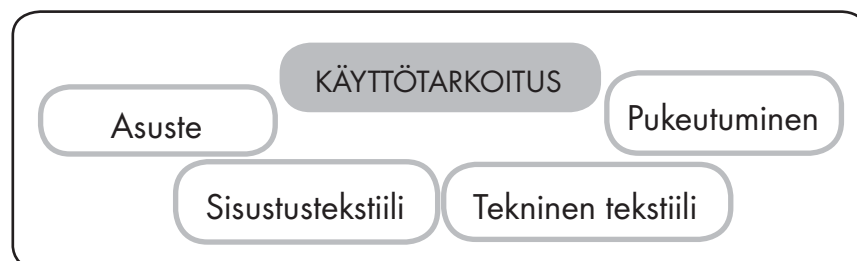 KÄYTTÖTARKOITUS
Asuste
Pukeutuminen
Sisustustekstiili
Tekninen tekstiili